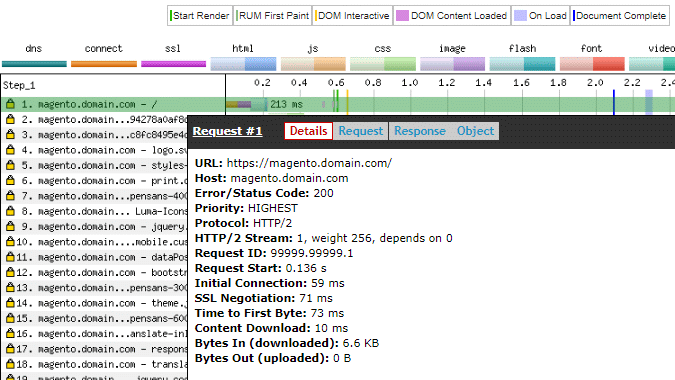 Start Render RUM First Paint DOM Interactive DOM Content Loaded On Load Document Complete
dns connect ssl html js css image flash font video
Step_1 0.2 0.4 0.6 0.8 1.0 1.2 1.4 1.6 1.8 2.0 2.2 2.4
1. magento.domain.com - / 213 ms
2. magento.domain...94278a0af8d
3. magento.domain...c8fc8495e4d
4. magento.domain.com - logo.sv
5. magento.domain.com - styles-
6. magento.domain.com - print.c
7. magento.domain...pensans-400
8. magento.domain... Luma-Icons
9. magento.domain.com - jquery.
10. magento.domain....mobile.cus
11. magento.domain.com - dataPos
12. magento.domain.com - bootstr
13. magento.domain...pensans-300
14. magento.domain.com - theme.j
15. magento.domain...pensans-600
16. magento.domain...anslate-inl
17. magento.domain.com - respons
18. magento.domain.com - transla
19. magento.domain.com - jquery.
Request #1 Details Request Response Object
URL: https://magento.domain.com/
Host: magento.domain.com
Error/Status Code: 200
Priority: HIGHEST
Protocol: HTTP/2
HTTP/2 Stream: 1, weight 256, depends on 0
Request ID: 99999.99999.1
Request Start: 0.136 s
Initial Connection: 59 ms
SSL Negotiation: 71 ms
Time to First Byte: 73 ms
Content Download: 10 ms
Bytes In (downloaded): 6.6 KB
Bytes Out (uploaded): 0 B